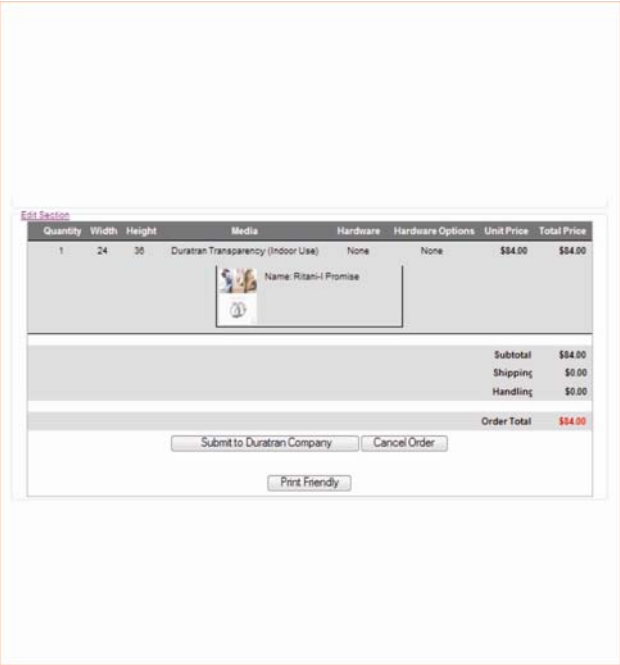 Edit Section
Quantity Width Height Media Hardware Hardware Options Unit Price Total Price
1 24 36 Duratran Transparency (Indoor Use) None None $84.00 $84.00
Name: Ritani-I Promise
Subtotal $84.00
Shipping $0.00
Handling $0.00
Order Total $84.00
Submit to Duratran Company Cancel Order
Print Friendly